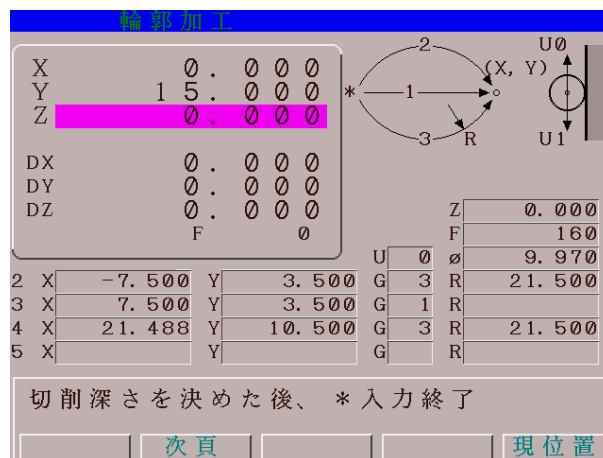 輪郭加工
X 0.000
Y 15.000
Z 0.000
DX 0.000
DY 0.000
DZ 0.000
F 0
2 U0
(X, Y)
* 1
3 R U1
Z 0.000
F 160
U 0 ø 9.970
2 X -7.500 Y 3.500 G 3 R 21.500
3 X 7.500 Y 3.500 G 1 R
4 X 21.488 Y 10.500 G 3 R 21.500
5 X Y G R
切削深さを決めた後、 *入力終了
次頁 現位置